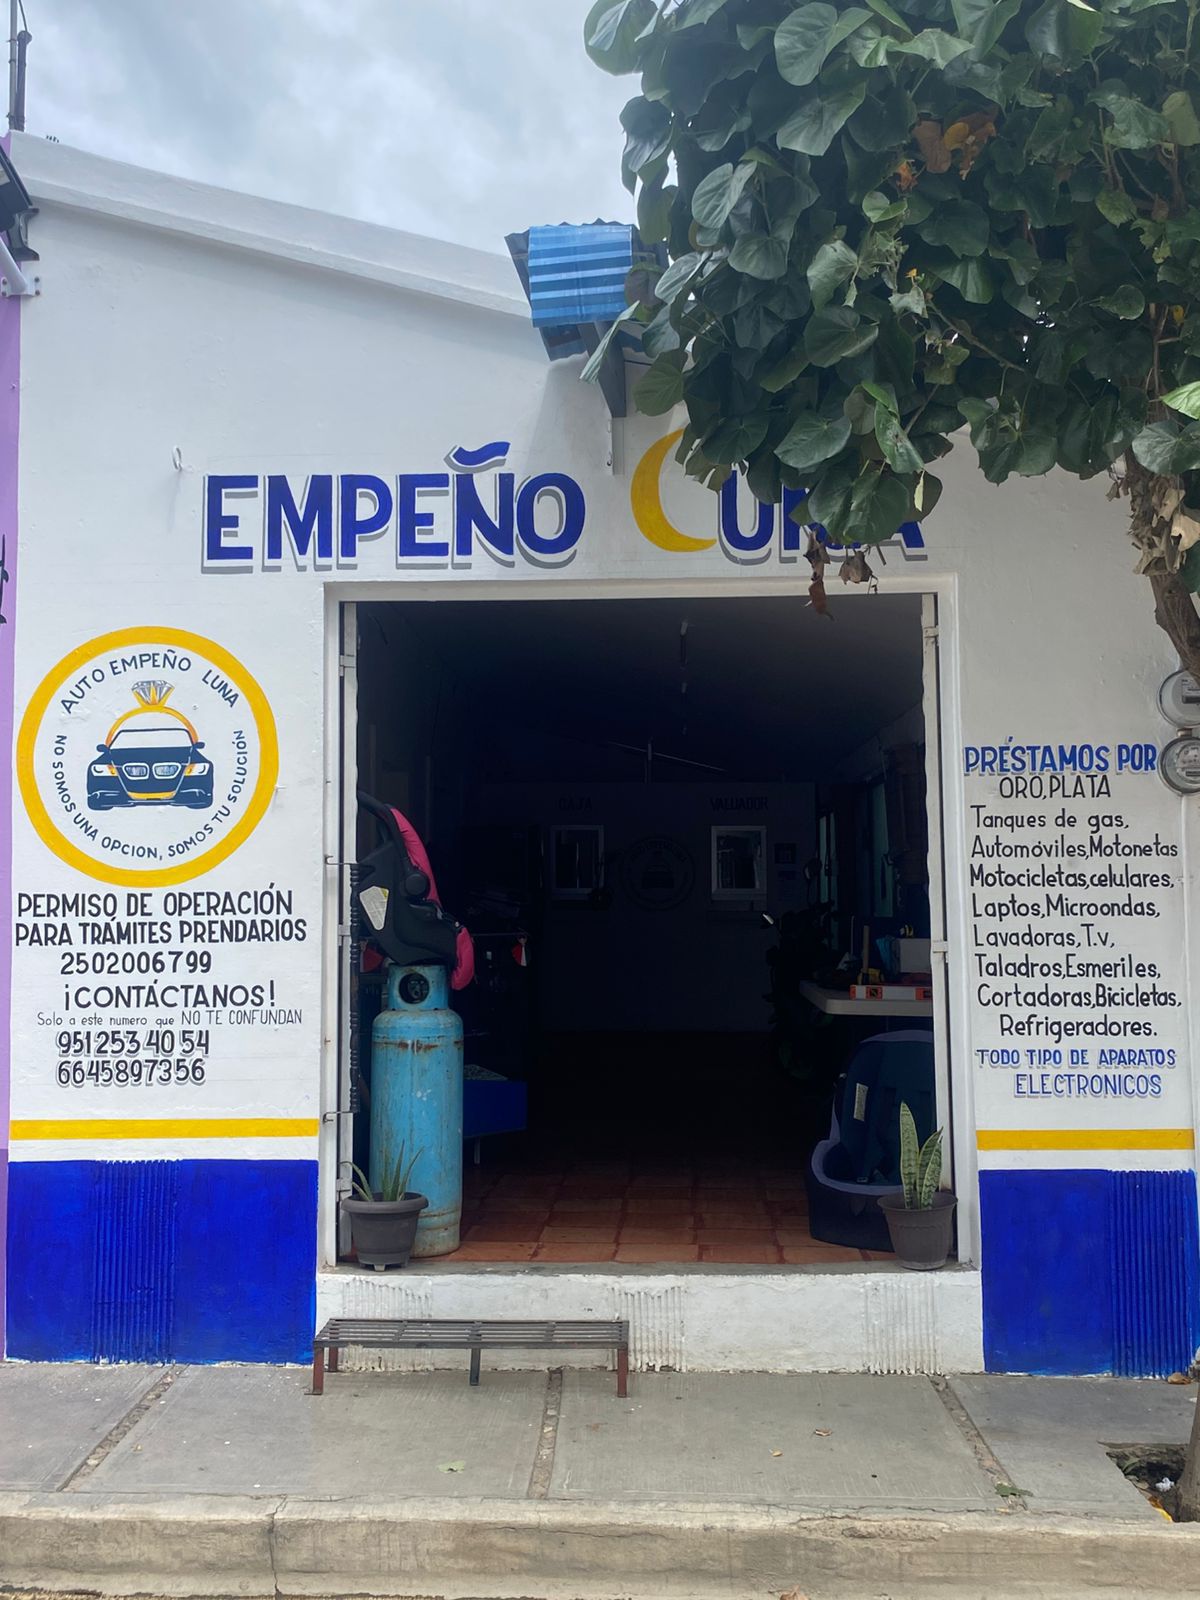 EMPEÑO
AUTO EMPEÑO LUNA
NO SOMOS UNA OPCION, SOMOS TU SOLUCIÓN
PERMISO DE OPERACIÓN
PARA TRÁMITES PRENDARIOS
2502006799
¡CONTÁCTANOS!
Solo a este numero que NO TE CONFUNDAN
951 253 40 54
6645897356
CAJA
VALUADOR
PRÉSTAMOS POR
ORO,PLATA
Tanques de gas,
Automóviles,Motonetas
Motocicletas,celulares,
Laptos,Microondas,
Lavadoras,T.v,
Taladros,Esmeriles,
Cortadoras,Bicicletas,
Refrigeradores.
TODO TIPO DE APARATOS
ELECTRONICOS